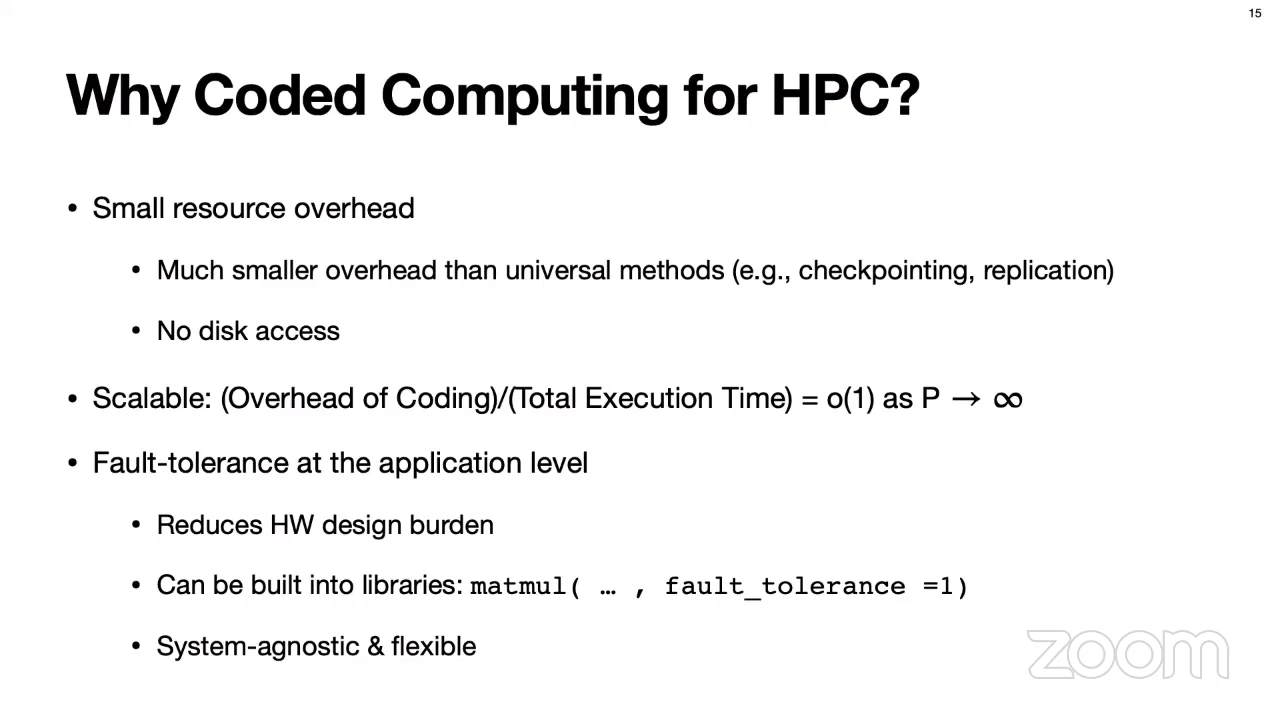 15
Why Coded Computing for HPC?
• Small resource overhead
• Much smaller overhead than universal methods (e.g., checkpointing, replication)
• No disk access
• Scalable: (Overhead of Coding)/(Total Execution Time) = o(1) as P → ∞
• Fault-tolerance at the application level
• Reduces HW design burden
• Can be built into libraries: matmul( … , fault_tolerance =1)
• System-agnostic & flexible
zoom